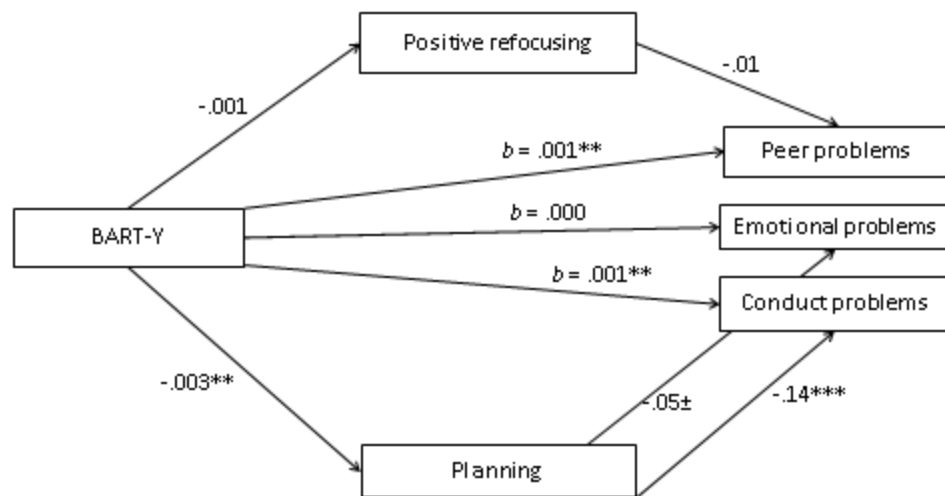 Positive refocusing
-.01
-.001
b = .001**
Peer problems
BART-Y
b = .000
Emotional problems
b = .001**
Conduct problems
-.003**
-.05±
-.14***
Planning